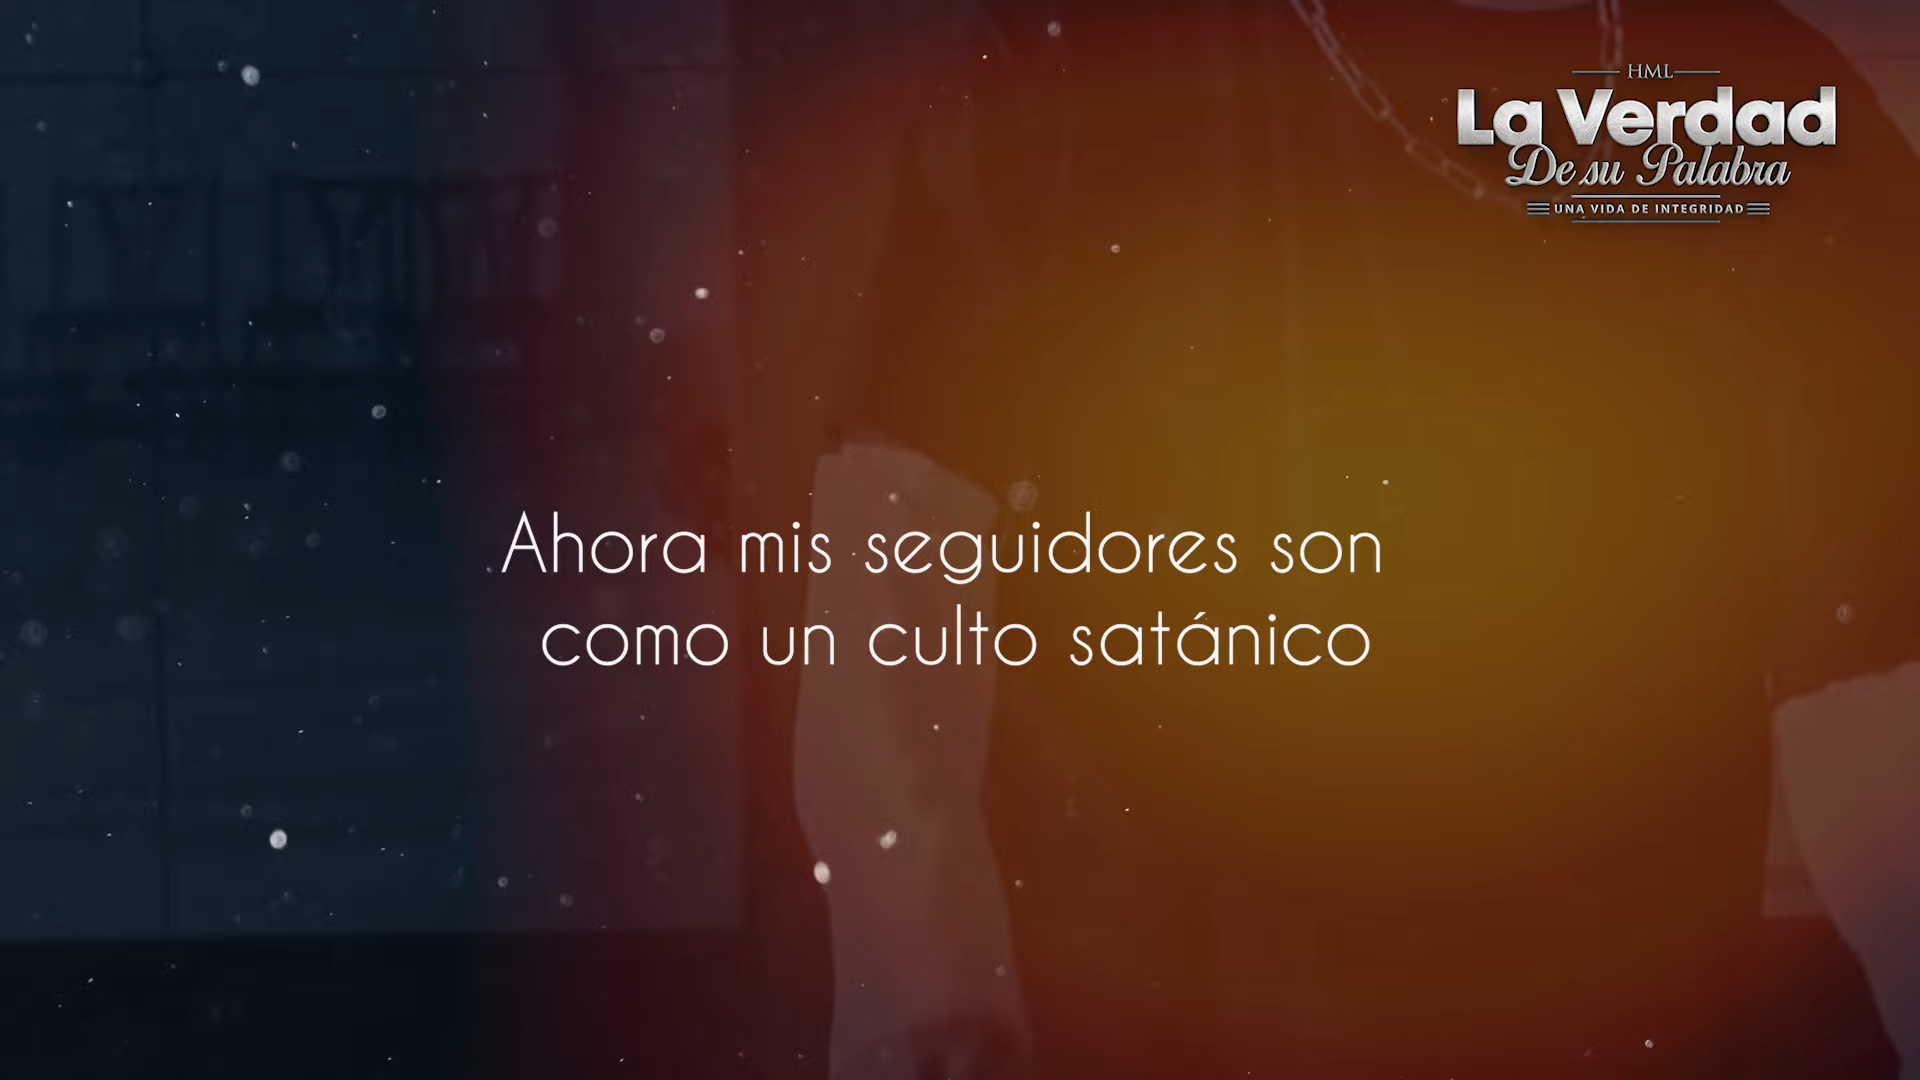 HML
La Verdad
De su Palabra
UNA VIDA DE INTEGRIDAD
Ahora mis seguidores son
como un culto satánico